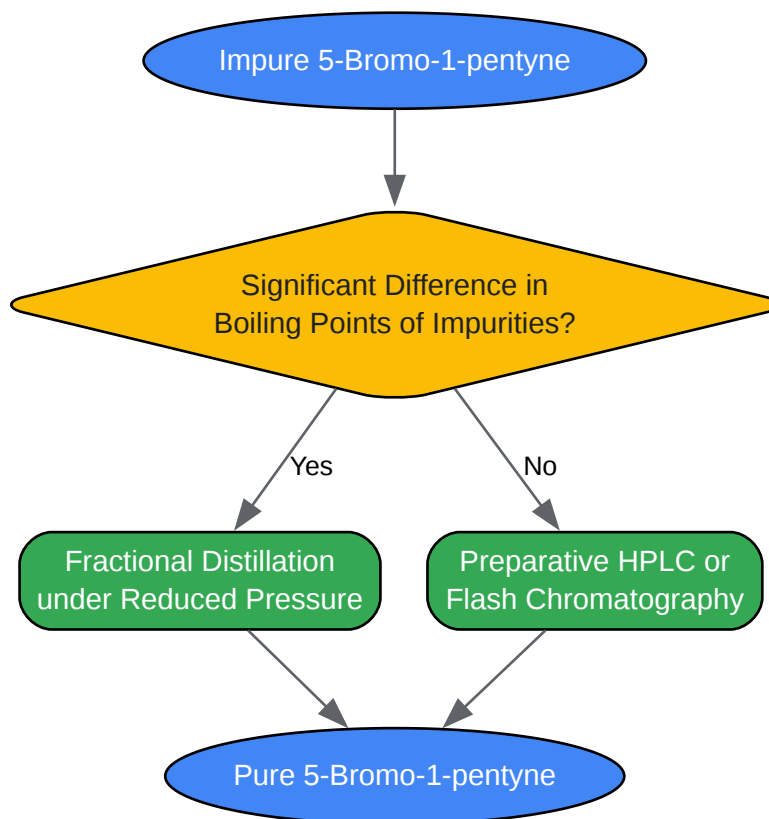 Impure 5-Bromo-1-pentyne
Significant Difference in
Boiling Points of Impurities?
Yes
No
Fractional Distillation
under Reduced Pressure
Preparative HPLC or
Flash Chromatography
Pure 5-Bromo-1-pentyne